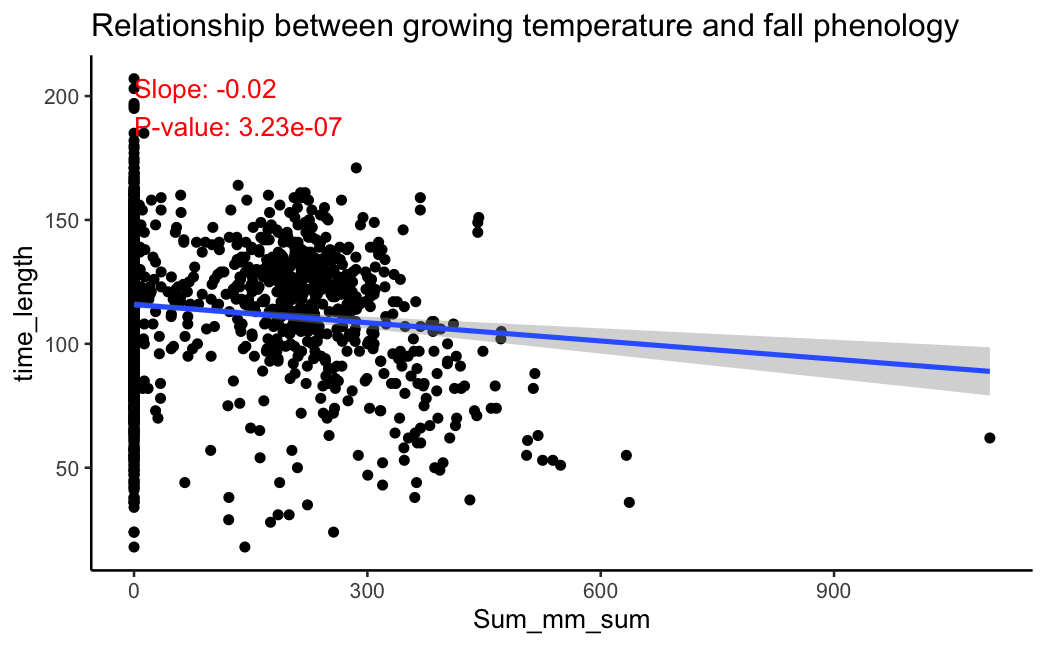 Relationship between growing temperature and fall phenology
Slope: -0.02
P-value: 3.23e-07
200
150
100
50
time_length
0
300
600
900
Sum_mm_sum